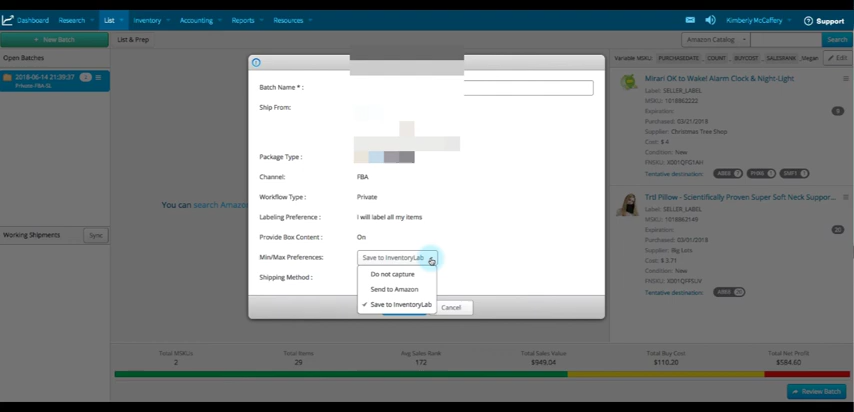 Dashboard Research List Inventory Accounting Reports Resources Kimberly McCaffery Support
+ New Batch List & Prep Amazon Catalog Search
Open Batches Variable MSKU: PURCHASEDATE COUNT BUYCOST SALESRANK Megan Edit
2018-06-14 21:39:37 2
Private-FBA-SL
Batch Name * :
Ship From:
Package Type :
Channel: FBA
Workflow Type: Private
Labeling Preference : I will label all my items
Provide Box Content : On
Min/Max Preferences: Save to InventoryLab
Do not capture
Send to Amazon
✓ Save to InventoryLab
Shipping Method :
Cancel
You can search Amazo
Working Shipments Sync
Mirari OK to Wake! Alarm Clock & Night-Light
Label: SELLER_LABEL
MSKU: 1018862222
Expiration:
Purchased: 03/21/2018
Supplier: Christmas Tree Shop
Cost: $ 4
Condition: New
Tentative destination:
Trtl Pillow - Scientifically Proven Super Soft Neck Suppor...
Label: SELLER_LABEL
MSKU: 1018863149
Expiration:
20
Purchased: 03/01/2018
Supplier: Big Lots
Cost: $ 3.71
Condition: New
Tentative destination:
Total MSKUs Total Items Avg Sales Rank Total Sales Value Total Buy Cost Total Net Profit
2 29 172 $949.04 $110.20 $584.60
Review Batch